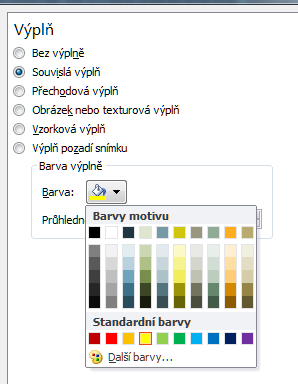 Výplň
Bez výplně
Souvislá výplň
Přechodová výplň
Obrázek nebo texturová výplň
Vzorková výplň
Výplň pozadí snímku
Barva výplně
Barva:
Barvy motivu
Standardní barvy
Další barvy...